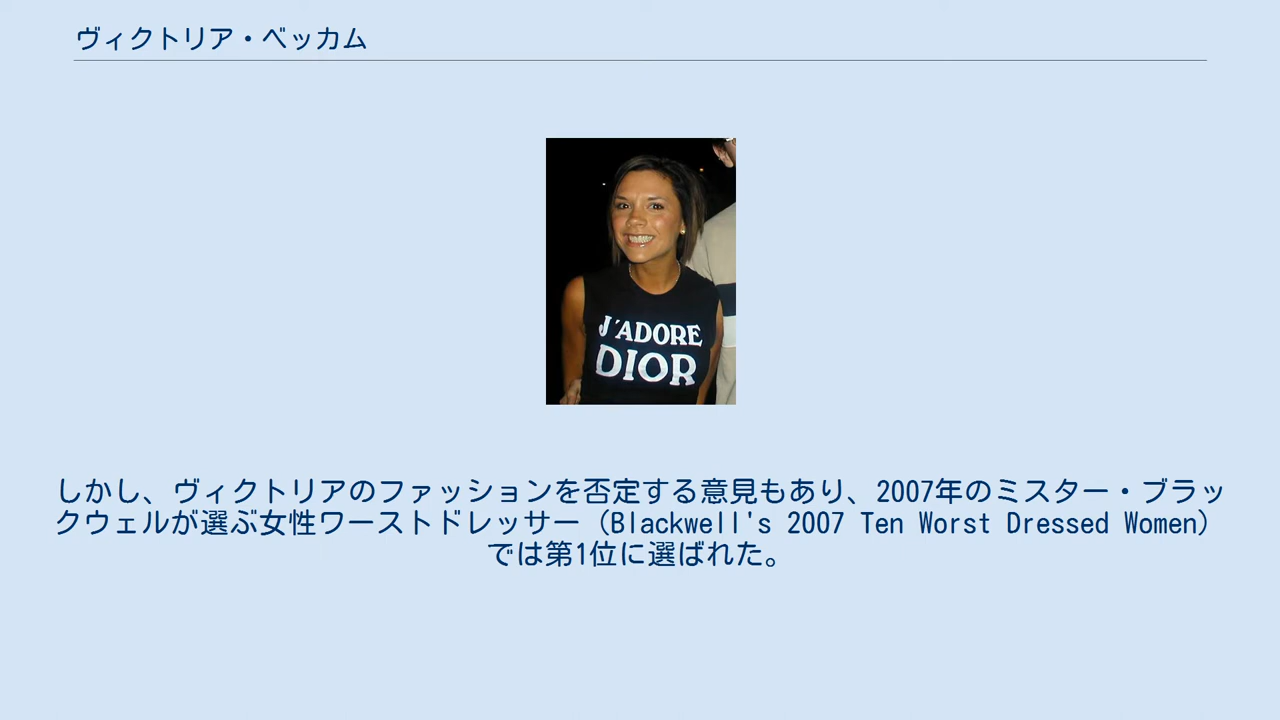 ヴィクトリア・ベッカム
J'ADORE
DIOR
しかし、ヴィクトリアのファッションを否定する意見もあり、2007年のミスター・ブラッ
クウェルが選ぶ女性ワーストドレッサー（Blackwell's 2007 Ten Worst Dressed Women）
では第1位に選ばれた。